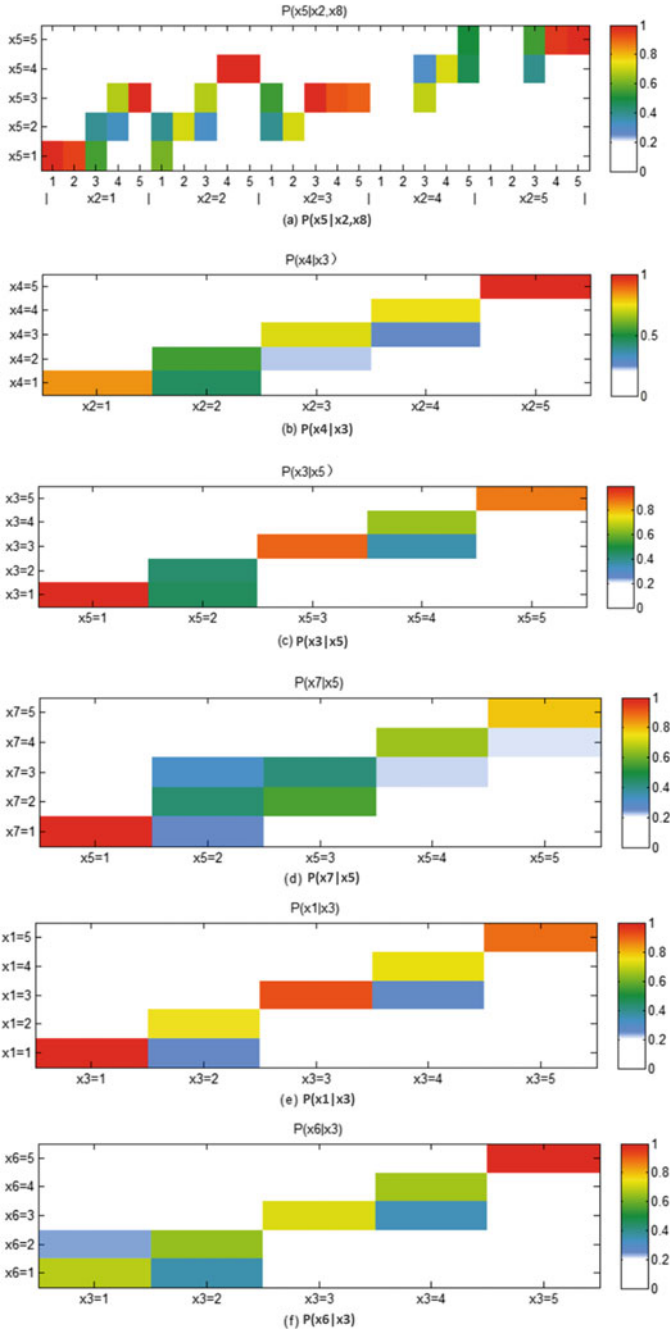 P(x5|x2,x8)
x5=5
x5=4
x5=3
x5=2
x5=1
1 2 3 4 5 1 2 3 4 5 1 2 3 4 5 1 2 3 4 5 1 2 3 4 5
| x2=1 | x2=2 | x2=3 | x2=4 | x2=5 |
1
0.8
0.6
0.4
0.2
0
(a) P(x5|x2,x8)
P(x4|x3)
x4=5
x4=4
x4=3
x4=2
x4=1
x2=1 x2=2 x2=3 x2=4 x2=5
1
0.8
0.6
0.4
0.2
0
(b) P(x4|x3)
P(x3|x5)
x3=5
x3=4
x3=3
x3=2
x3=1
x5=1 x5=2 x5=3 x5=4 x5=5
0.8
0.6
0.4
0.2
0
(c) P(x3|x5)
P(x7|x5)
x7=5
x7=4
x7=3
x7=2
x7=1
x5=1 x5=2 x5=3 x5=4 x5=5
1
0.8
0.6
0.4
0.2
0
(d) P(x7|x5)
P(x1|x3)
x1=5
x1=4
x1=3
x1=2
x1=1
x3=1 x3=2 x3=3 x3=4 x3=5
1
0.8
0.6
0.4
0.2
0
(e) P(x1|x3)
P(x6|x3)
x6=5
x6=4
x6=3
x6=2
x6=1
x3=1 x3=2 x3=3 x3=4 x3=5
1
0.8
0.6
0.4
0.2
0
(f) P(x6|x3)